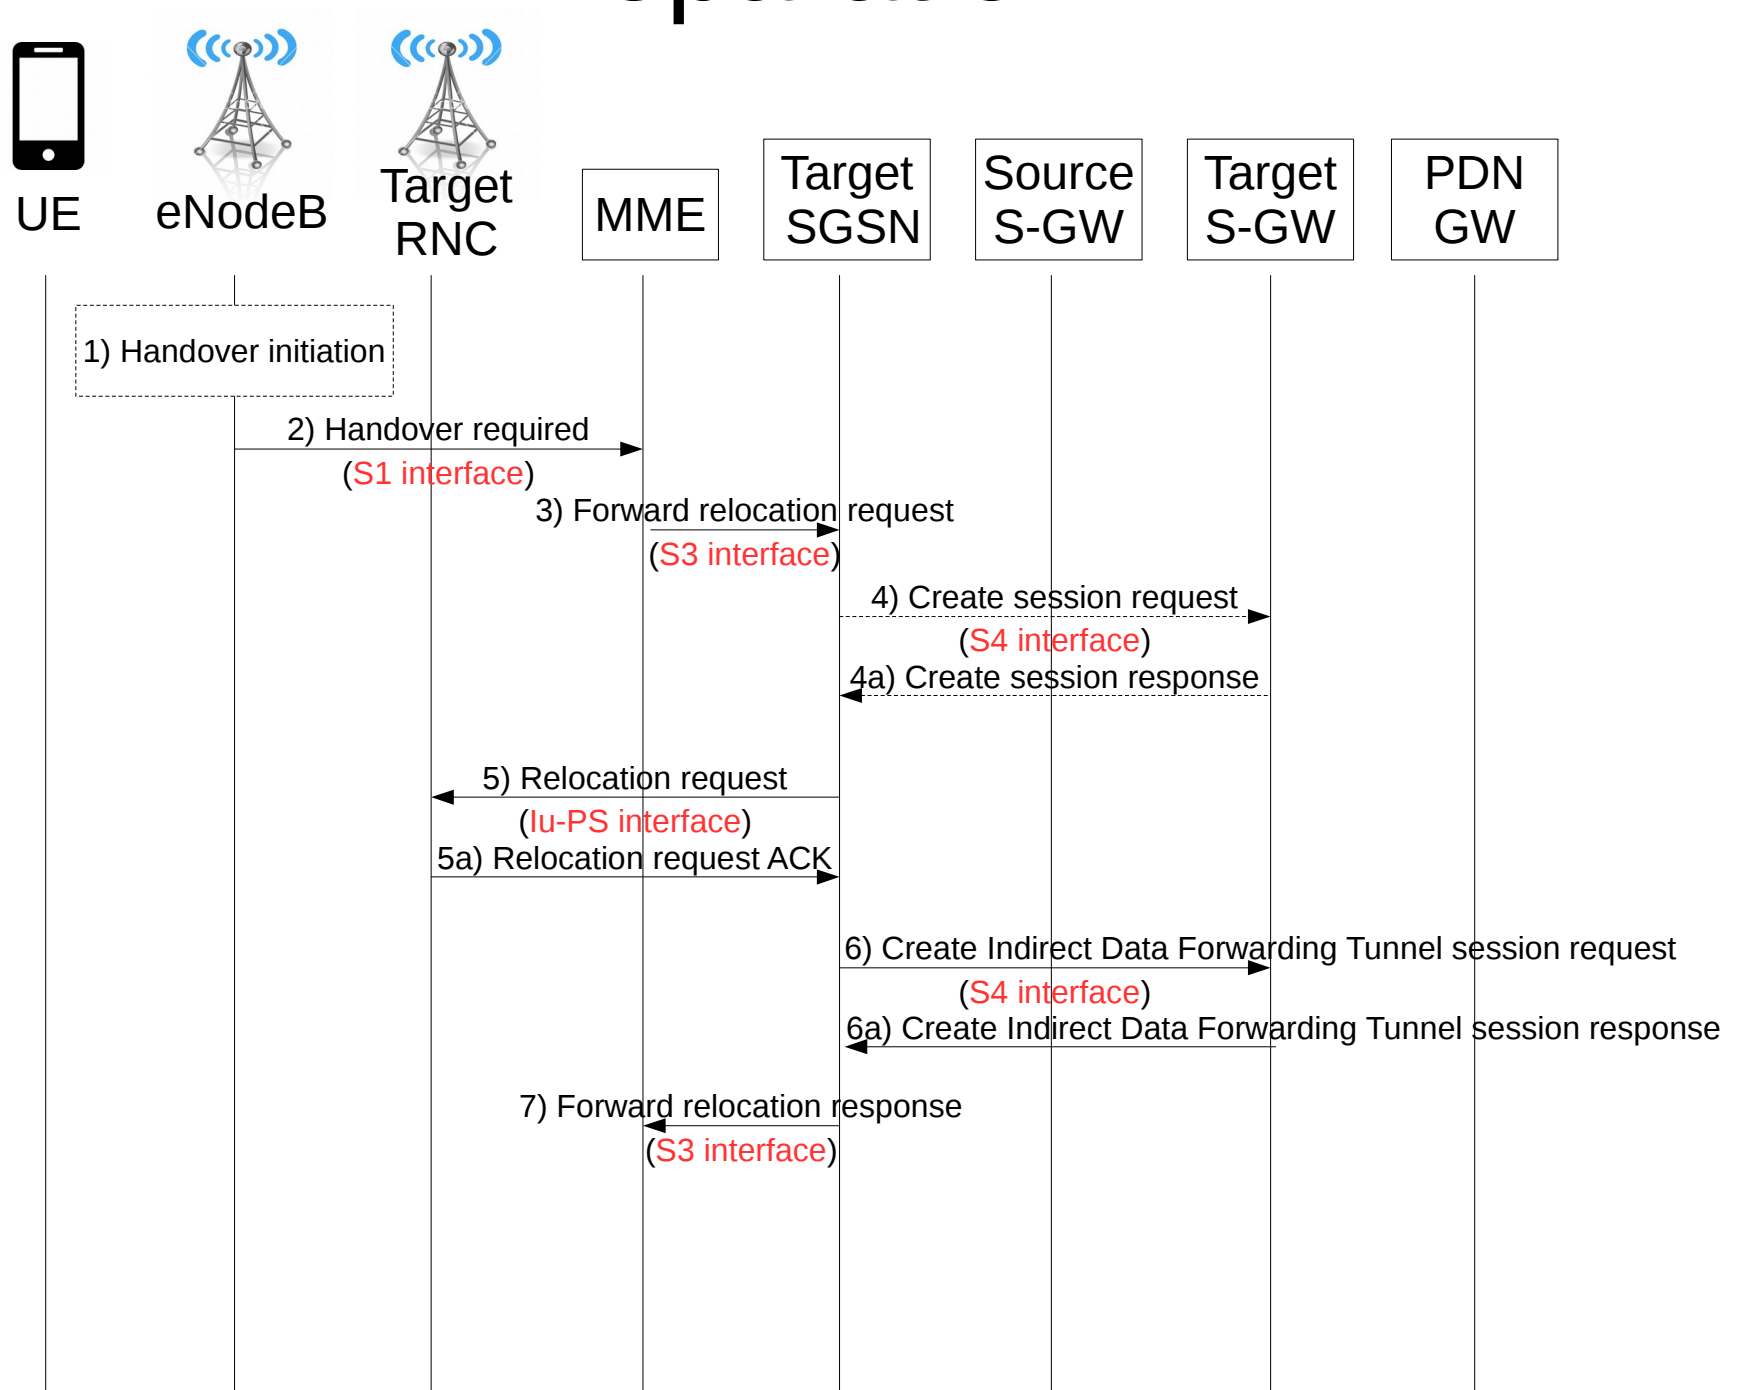 UE
eNodeB
Target
RNC
MME
Target
SGSN
Source
S-GW
Target
S-GW
PDN
GW
1) Handover initiation
2) Handover required
(S1 interface)
3) Forward relocation request
(S3 interface)
4) Create session request
(S4 interface)
4a) Create session response
5) Relocation request
(Iu-PS interface)
5a) Relocation request ACK
6) Create Indirect Data Forwarding Tunnel session request
(S4 interface)
6a) Create Indirect Data Forwarding Tunnel session response
7) Forward relocation response
(S3 interface)